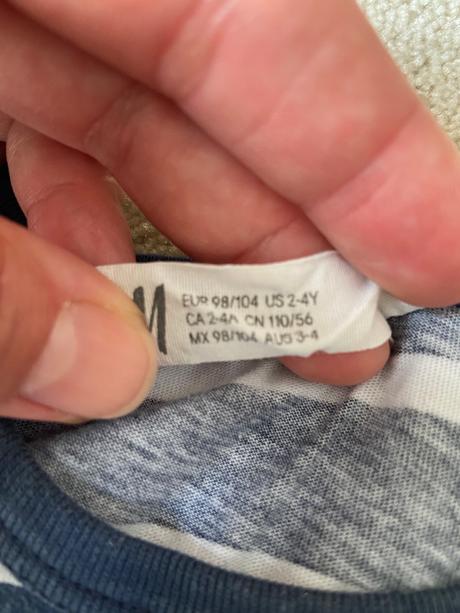 M
EUR 98/104 US 2-4Y
CA 2-4A CN 110/56
MX 98/104 AUS 3-4